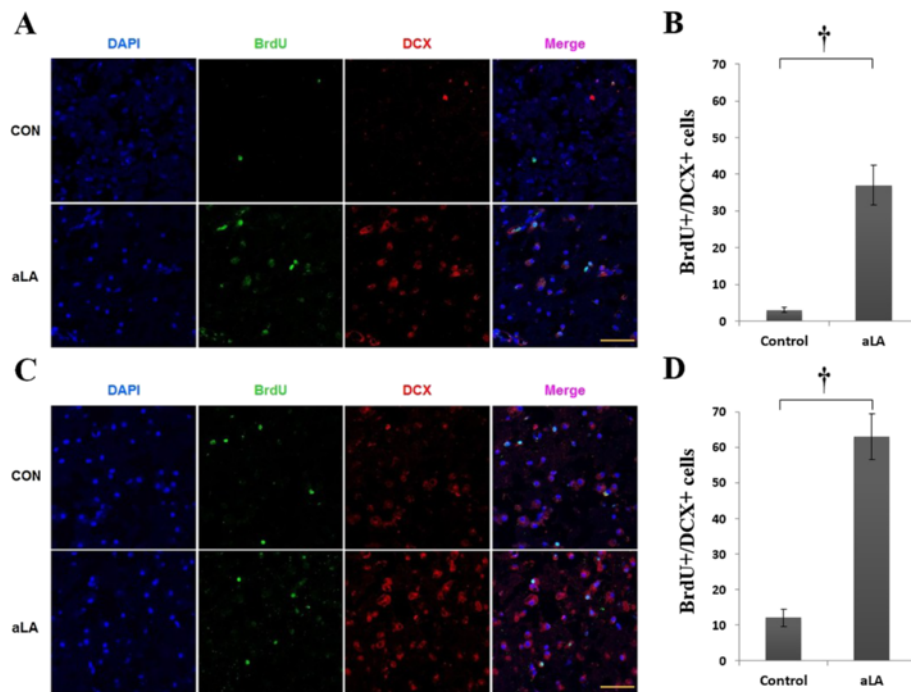 A
DAPI BrdU DCX Merge
CON
aLA
B
†
BrdU+/DCX+ cells
70
60
50
40
30
20
10
0
Control aLA
C
DAPI BrdU DCX Merge
CON
aLA
D
†
BrdU+/DCX+ cells
70
60
50
40
30
20
10
0
Control aLA